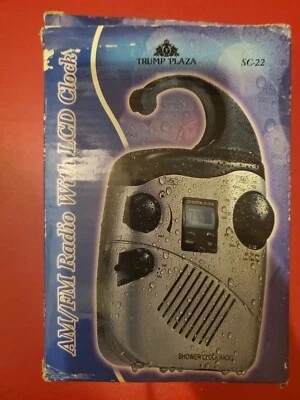 TRUMP PLAZA
SC-22
AM/FM Radio With LCD Clock
SHOWER CLOCK RADIO